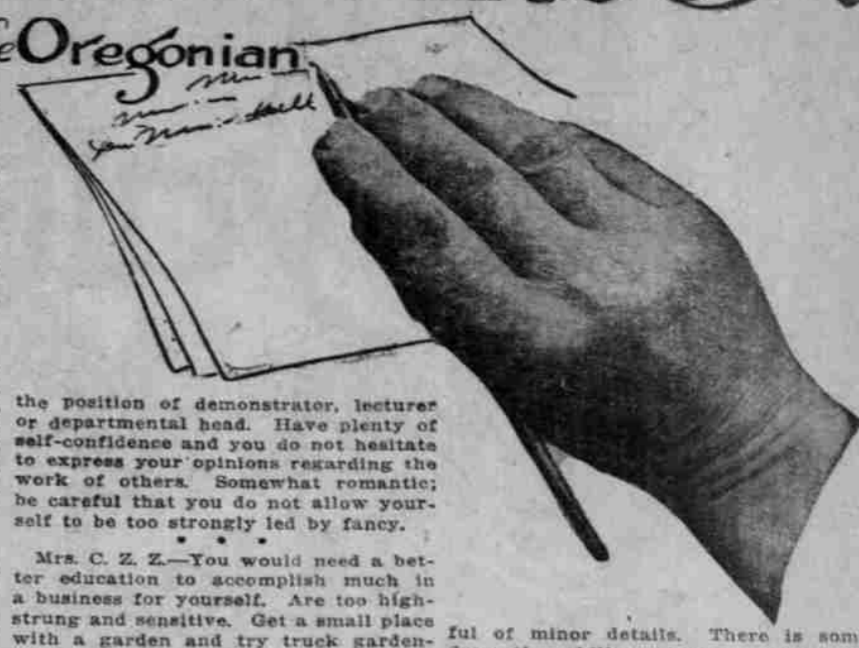 Oregonian
the position of demonstrator, lecturer
or departmental head. Have plenty of
self-confidence and you do not hesitate
to express your opinions regarding the
work of others. Somewhat romantic;
be careful that you do not allow your-
self to be too strongly led by fancy.
* * *
Mrs. C. Z. Z.—You would need a bet-
ter education to accomplish much in
a business for yourself. Are too high-
strung and sensitive. Get a small place
with a garden and try truck garden-
ful of minor details. There is som